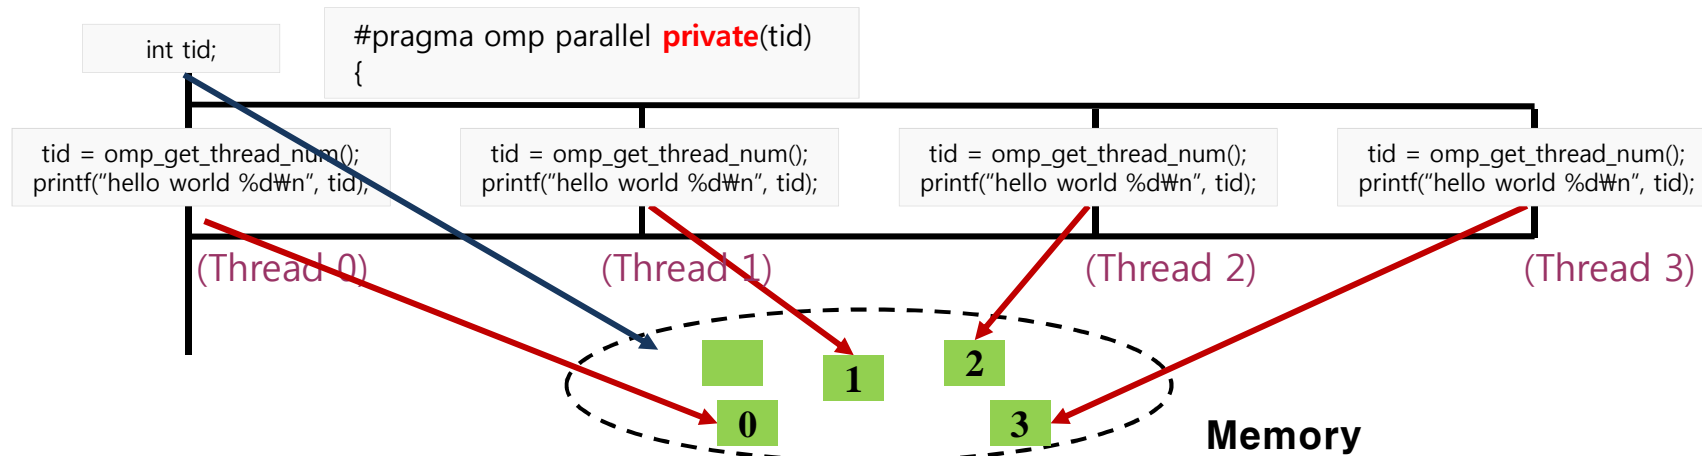 int tid;
#pragma omp parallel private(tid)
{
tid = omp_get_thread_num();
printf(“hello world %d₩n”, tid);
tid = omp_get_thread_num();
printf(“hello world %d₩n”, tid);
tid = omp_get_thread_num();
printf(“hello world %d₩n”, tid);
tid = omp_get_thread_num();
printf(“hello world %d₩n”, tid);
(Thread 0)
(Thread 1)
(Thread 2)
(Thread 3)
1
2
0
3
Memory